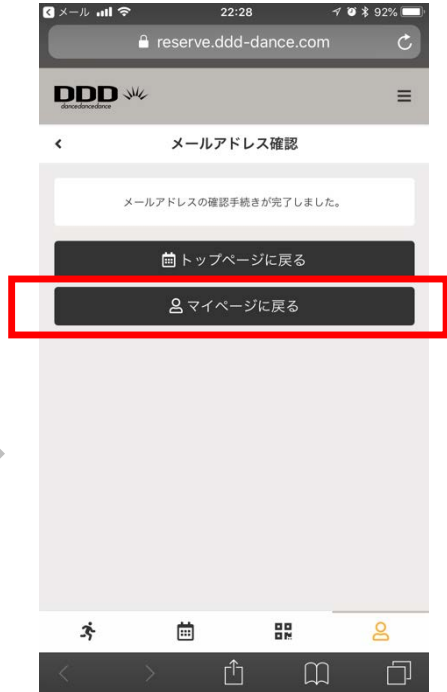 メール 22:28 92%
reserve.ddd-dance.com
DDD
dancedancedance
メールアドレス確認
メールアドレスの確認手続きが完了しました。
トップページに戻る
マイページに戻る